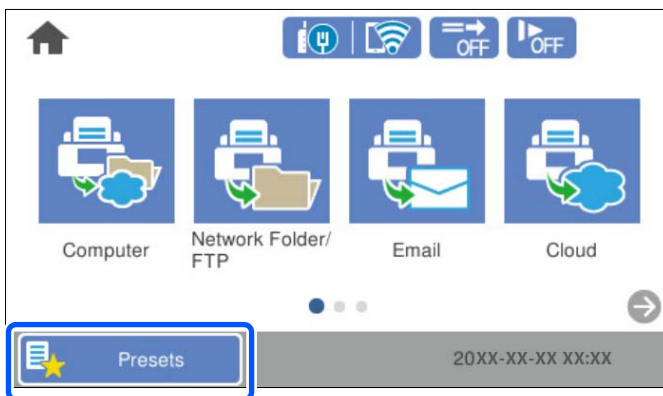 OFF
OFF
Computer
Network Folder/
FTP
Email
Cloud
Presets
20XX-XX-XX XX:XX